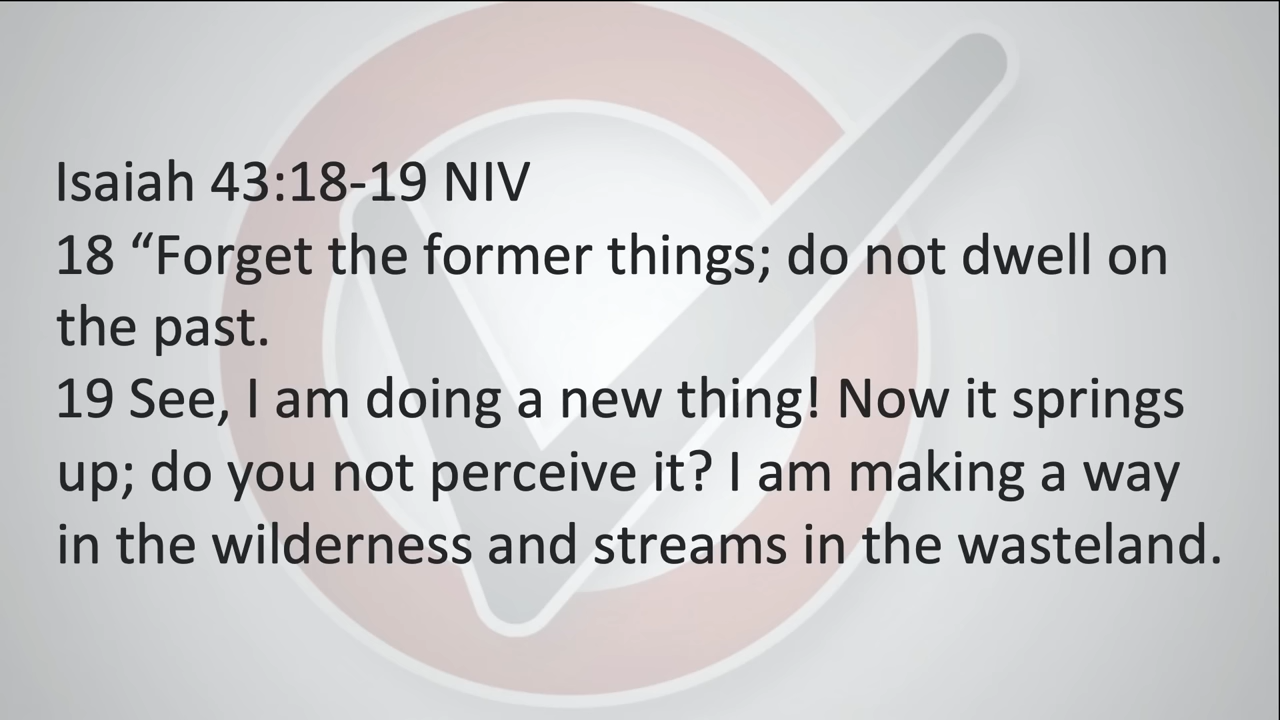 Isaiah 43:18-19 NIV
18 “Forget the former things; do not dwell on
the past.
19 See, I am doing a new thing! Now it springs
up; do you not perceive it? I am making a way
in the wilderness and streams in the wasteland.